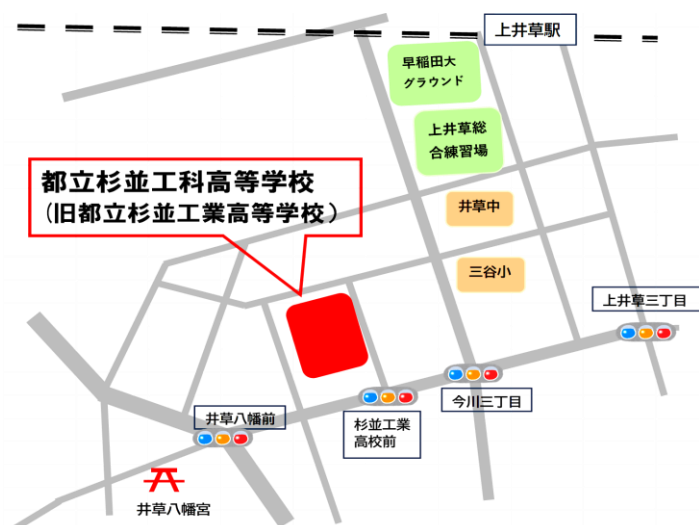 上井草駅
早稲田大
グラウンド
上井草総
合練習場
都立杉並工科高等学校
(旧都立杉並工業高等学校）
井草中
三谷小
上井草三丁目
今川三丁目
杉並工業
高校前
井草八幡前
井草八幡宮